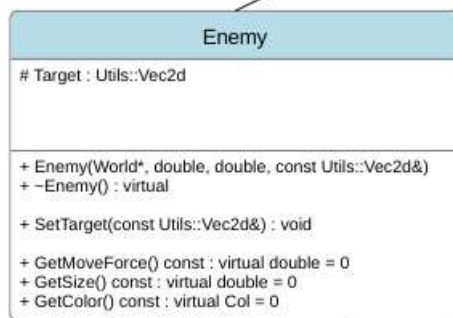 Enemy
# Target : Utils::Vec2d
+ Enemy(World*, double, double, const Utils::Vec2d&)
+ ~Enemy() : virtual
+ SetTarget(const Utils::Vec2d&) : void
+ GetMoveForce() const : virtual double = 0
+ GetSize() const : virtual double = 0
+ GetColor() const : virtual Col = 0